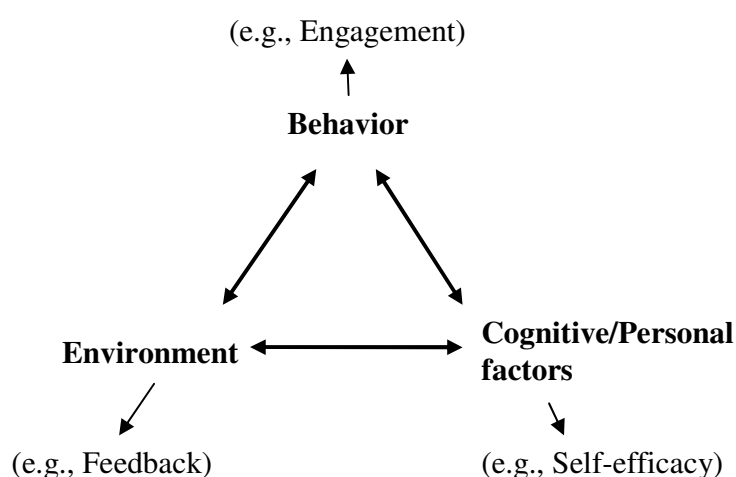 (e.g., Engagement)
Behavior
Environment
Cognitive/Personal
factors
(e.g., Feedback)
(e.g., Self-efficacy)